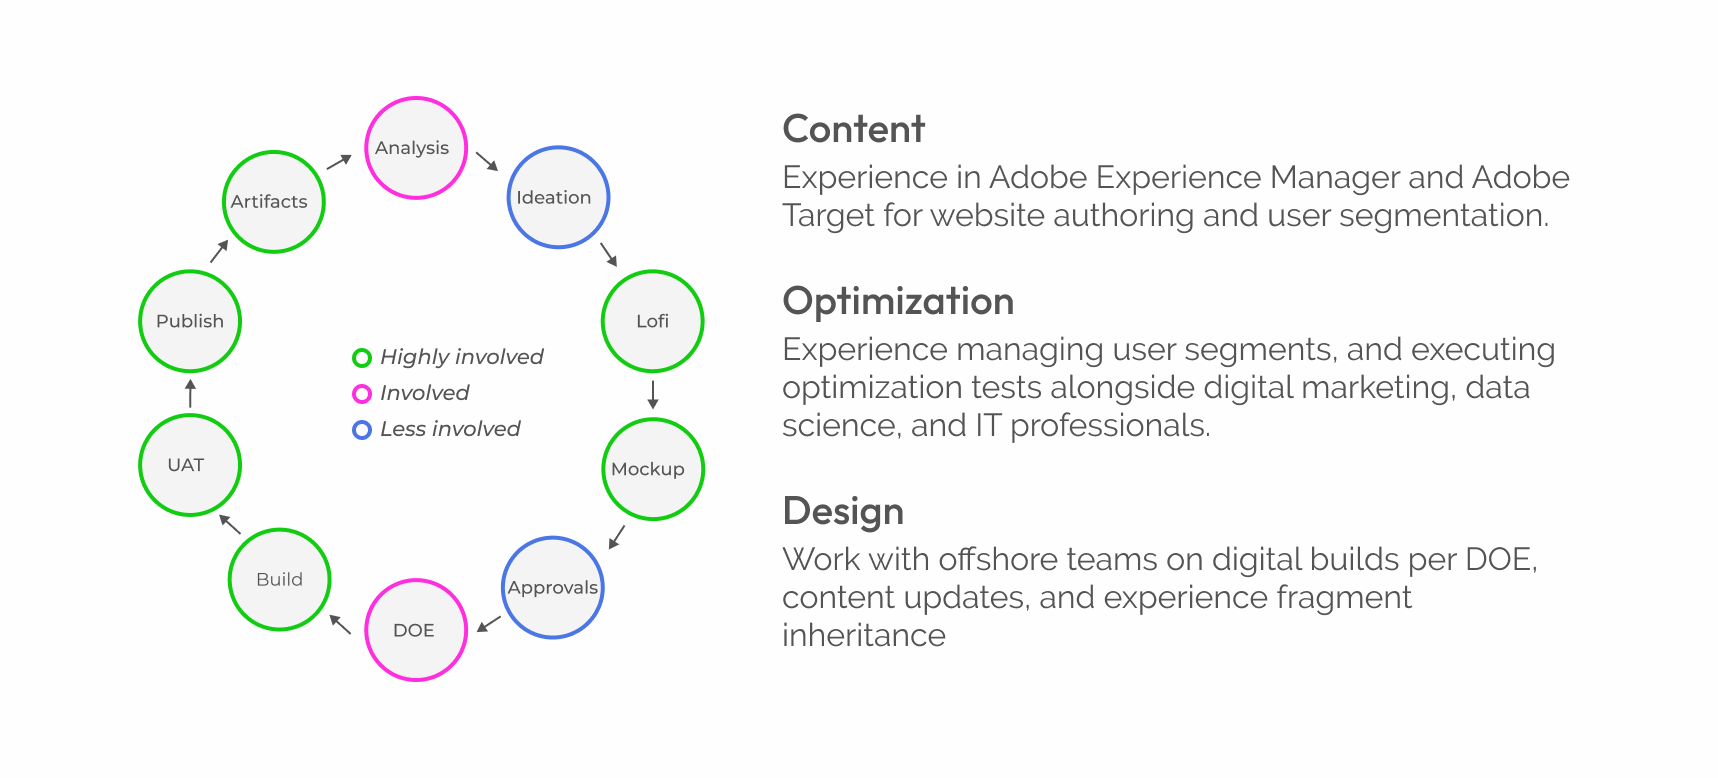 Analysis
Ideation
Lofi
Mockup
Approvals
DOE
Build
UAT
Publish
Artifacts
Highly involved
Involved
Less involved
Content
Experience in Adobe Experience Manager and Adobe
Target for website authoring and user segmentation.
Optimization
Experience managing user segments, and executing
optimization tests alongside digital marketing, data
science, and IT professionals.
Design
Work with offshore teams on digital builds per DOE,
content updates, and experience fragment
inheritance